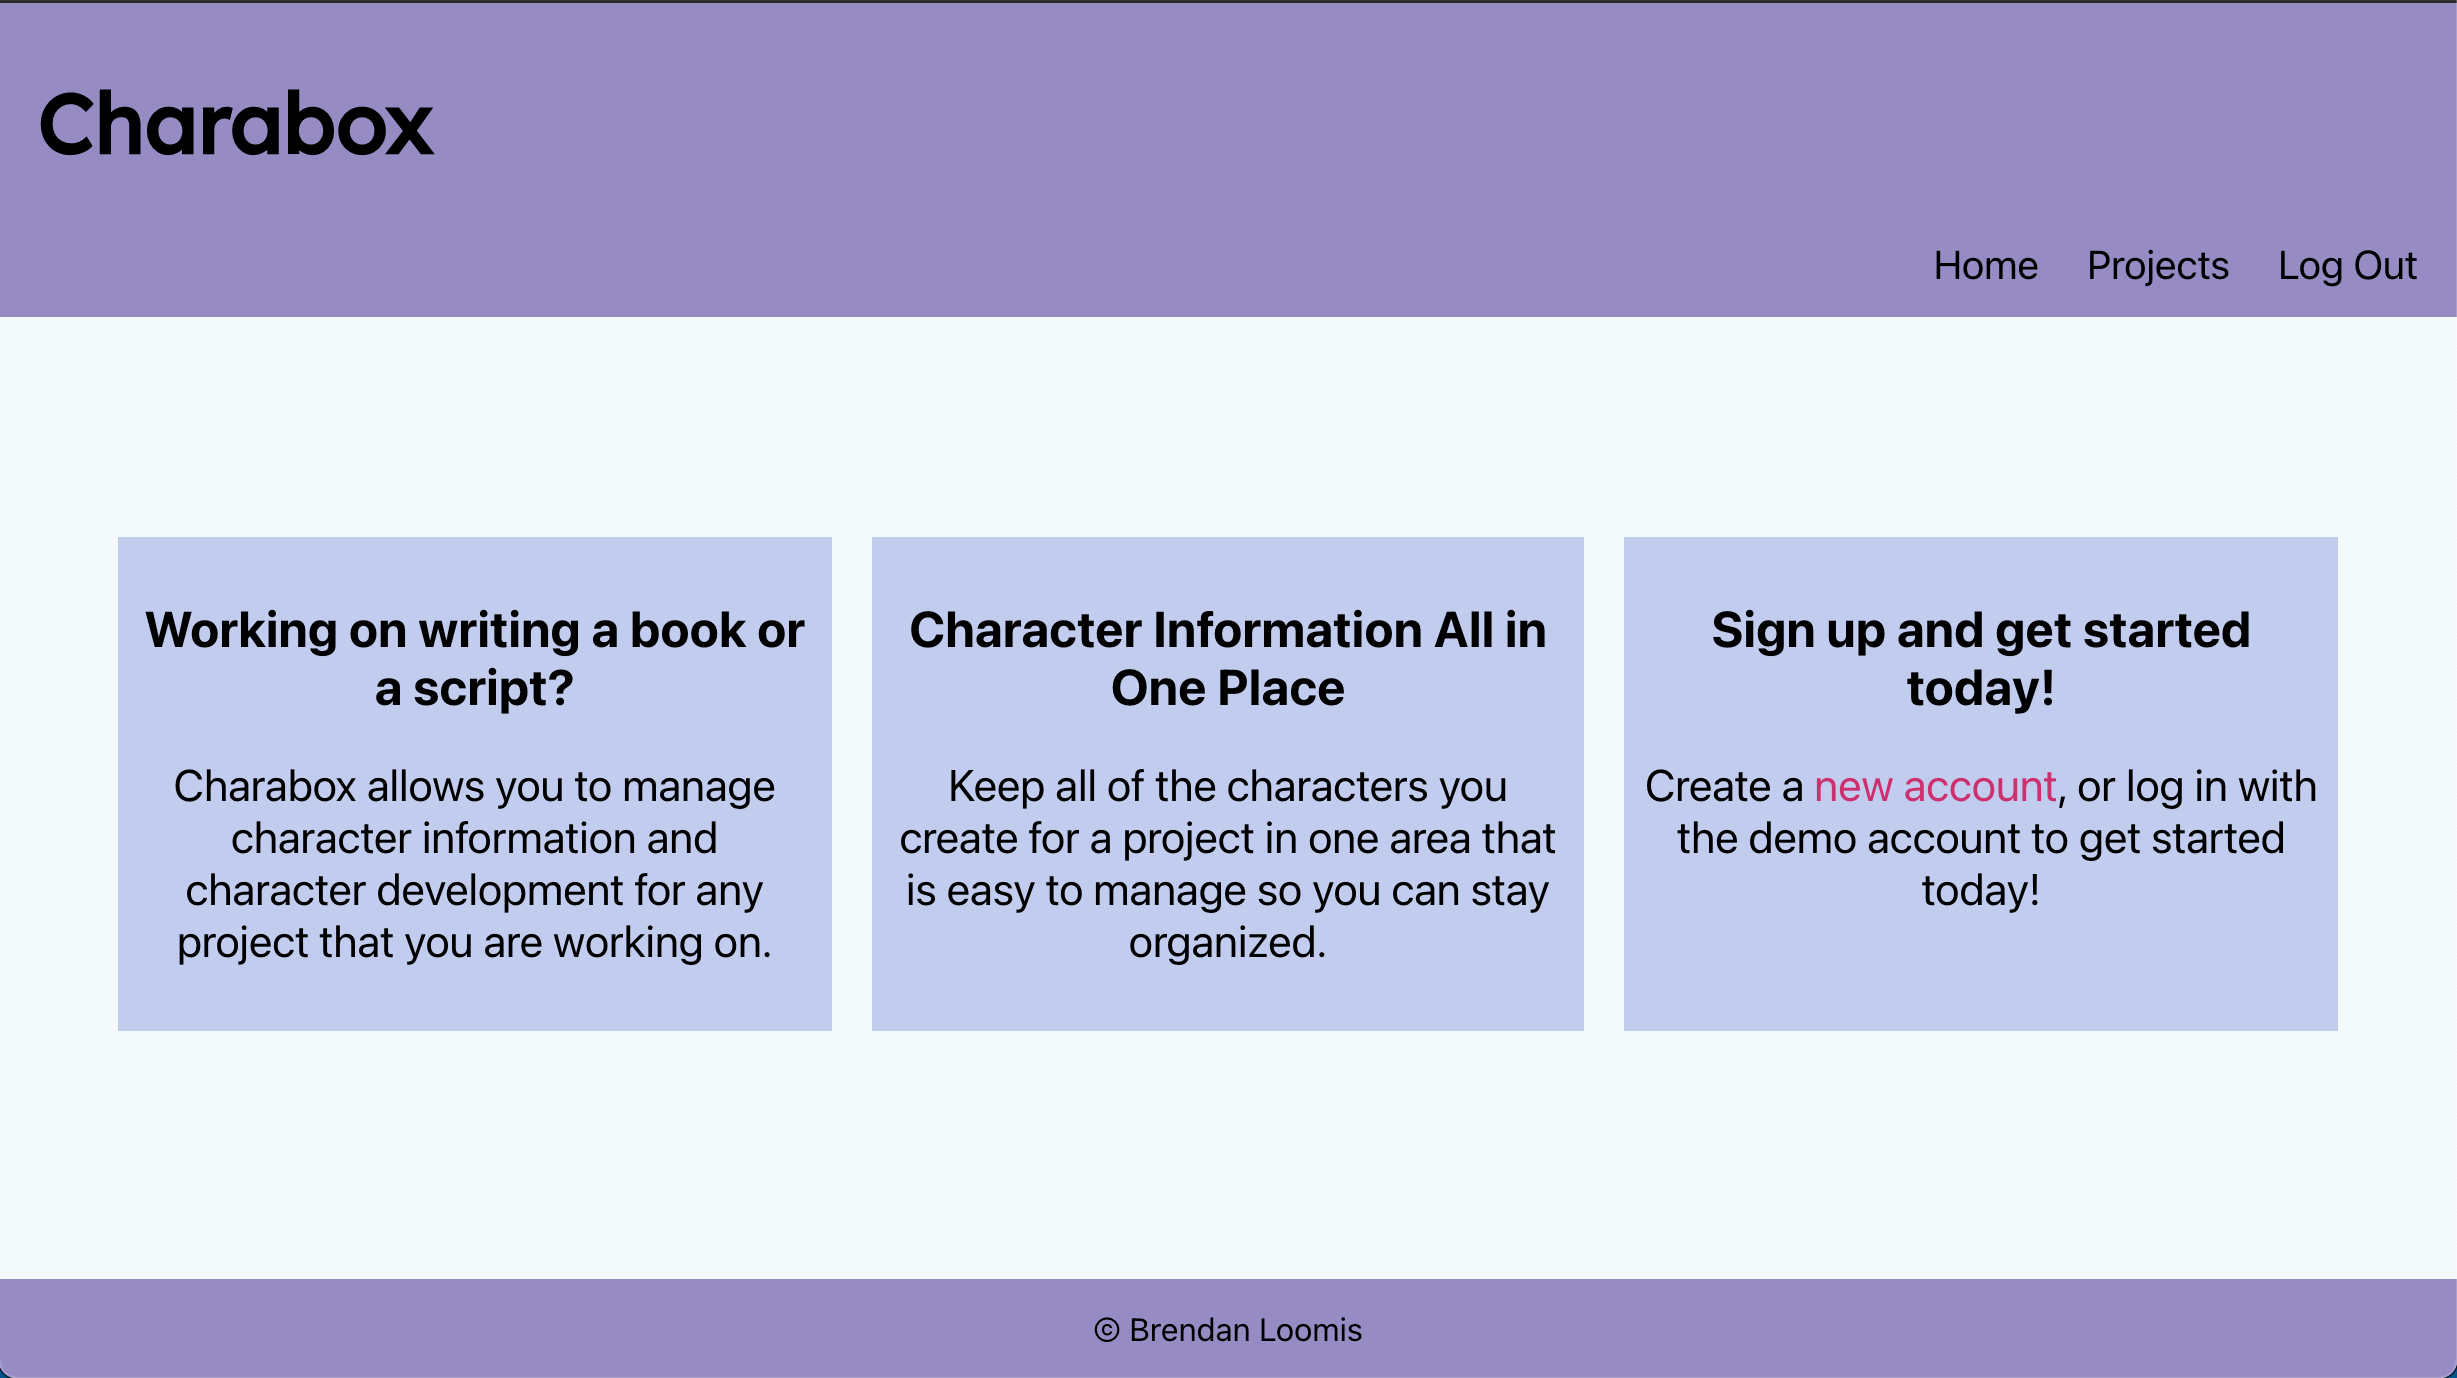 Charabox
Home Projects Log Out
Working on writing a book or
a script?
Charabox allows you to manage
character information and
character development for any
project that you are working on.
Character Information All in
One Place
Keep all of the characters you
create for a project in one area that
is easy to manage so you can stay
organized.
Sign up and get started
today!
Create a new account, or log in with
the demo account to get started
today!
© Brendan Loomis